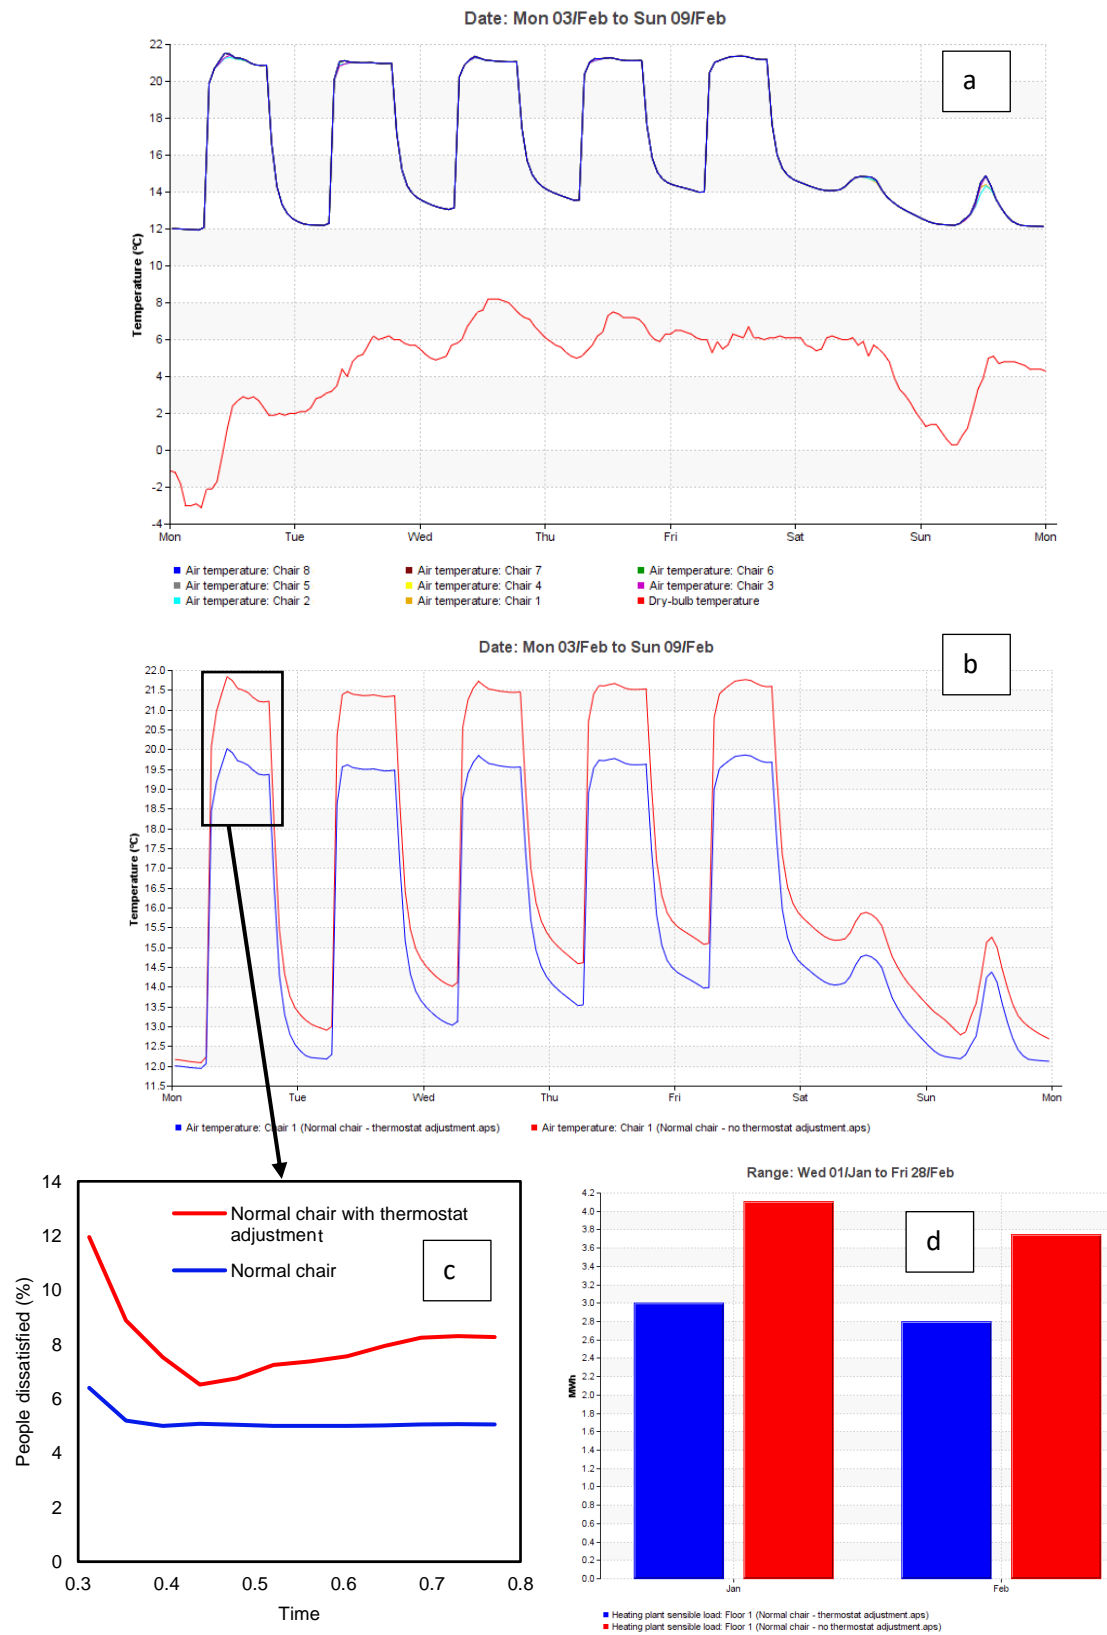 Date: Mon 03/Feb to Sun 09/Feb
a
22
20
18
16
14
12
10
8
6
4
2
0
-2
-4
Temperature (°C)
Mon Tue Wed Thu Fri Sat Sun Mon
Air temperature: Chair 8 Air temperature: Chair 7 Air temperature: Chair 6
Air temperature: Chair 5 Air temperature: Chair 4 Air temperature: Chair 3
Air temperature: Chair 2 Air temperature: Chair 1 Dry-bulb temperature
Date: Mon 03/Feb to Sun 09/Feb
b
22.0
21.5
21.0
20.5
20.0
19.5
19.0
18.5
18.0
17.5
17.0
16.5
16.0
15.5
15.0
14.5
14.0
13.5
13.0
12.5
12.0
11.5
Temperature (°C)
Mon Tue Wed Thu Fri Sat Sun Mon
Air temperature: Chair 1 (Normal chair - thermostat adjustment.aps) Air temperature: Chair 1 (Normal chair - no thermostat adjustment.aps)
14
12
10
8
6
4
2
0
People dissatisfied (%)
Normal chair with thermostat
adjustment
Normal chair
c
0.3 0.4 0.5 0.6 0.7 0.8
Time
Range: Wed 01/Jan to Fri 28/Feb
d
4.2
4.0
3.8
3.6
3.4
3.2
3.0
2.8
2.6
2.4
2.2
2.0
1.8
1.6
1.4
1.2
1.0
0.8
0.6
0.4
0.2
0.0
MWh
Jan Feb
Heating plant sensible load: Floor 1 (Normal chair - thermostat adjustment.aps)
Heating plant sensible load: Floor 1 (Normal chair - no thermostat adjustment.aps)